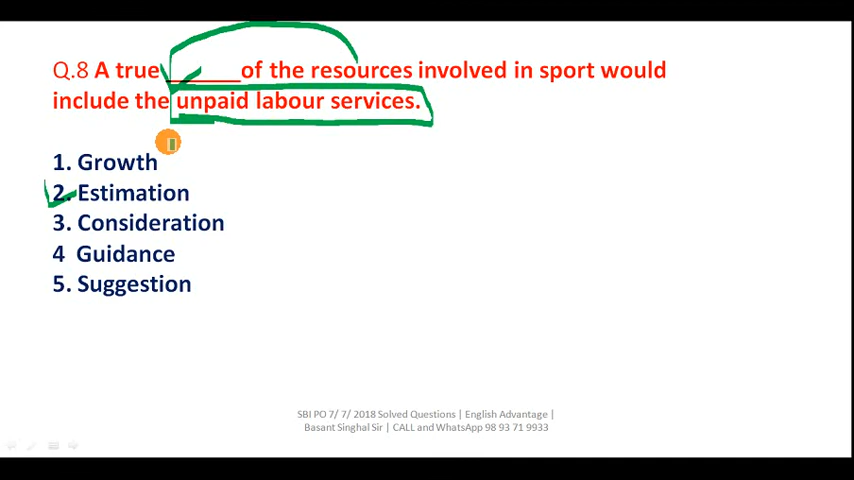 Q.8 A true ______of the resources involved in sport would
include the unpaid labour services.
1. Growth
2. Estimation
3. Consideration
4 Guidance
5. Suggestion
SBI PO 7/ 7/ 2018 Solved Questions | English Advantage |
Basant Singhal Sir | CALL and WhatsApp 98 93 71 9933